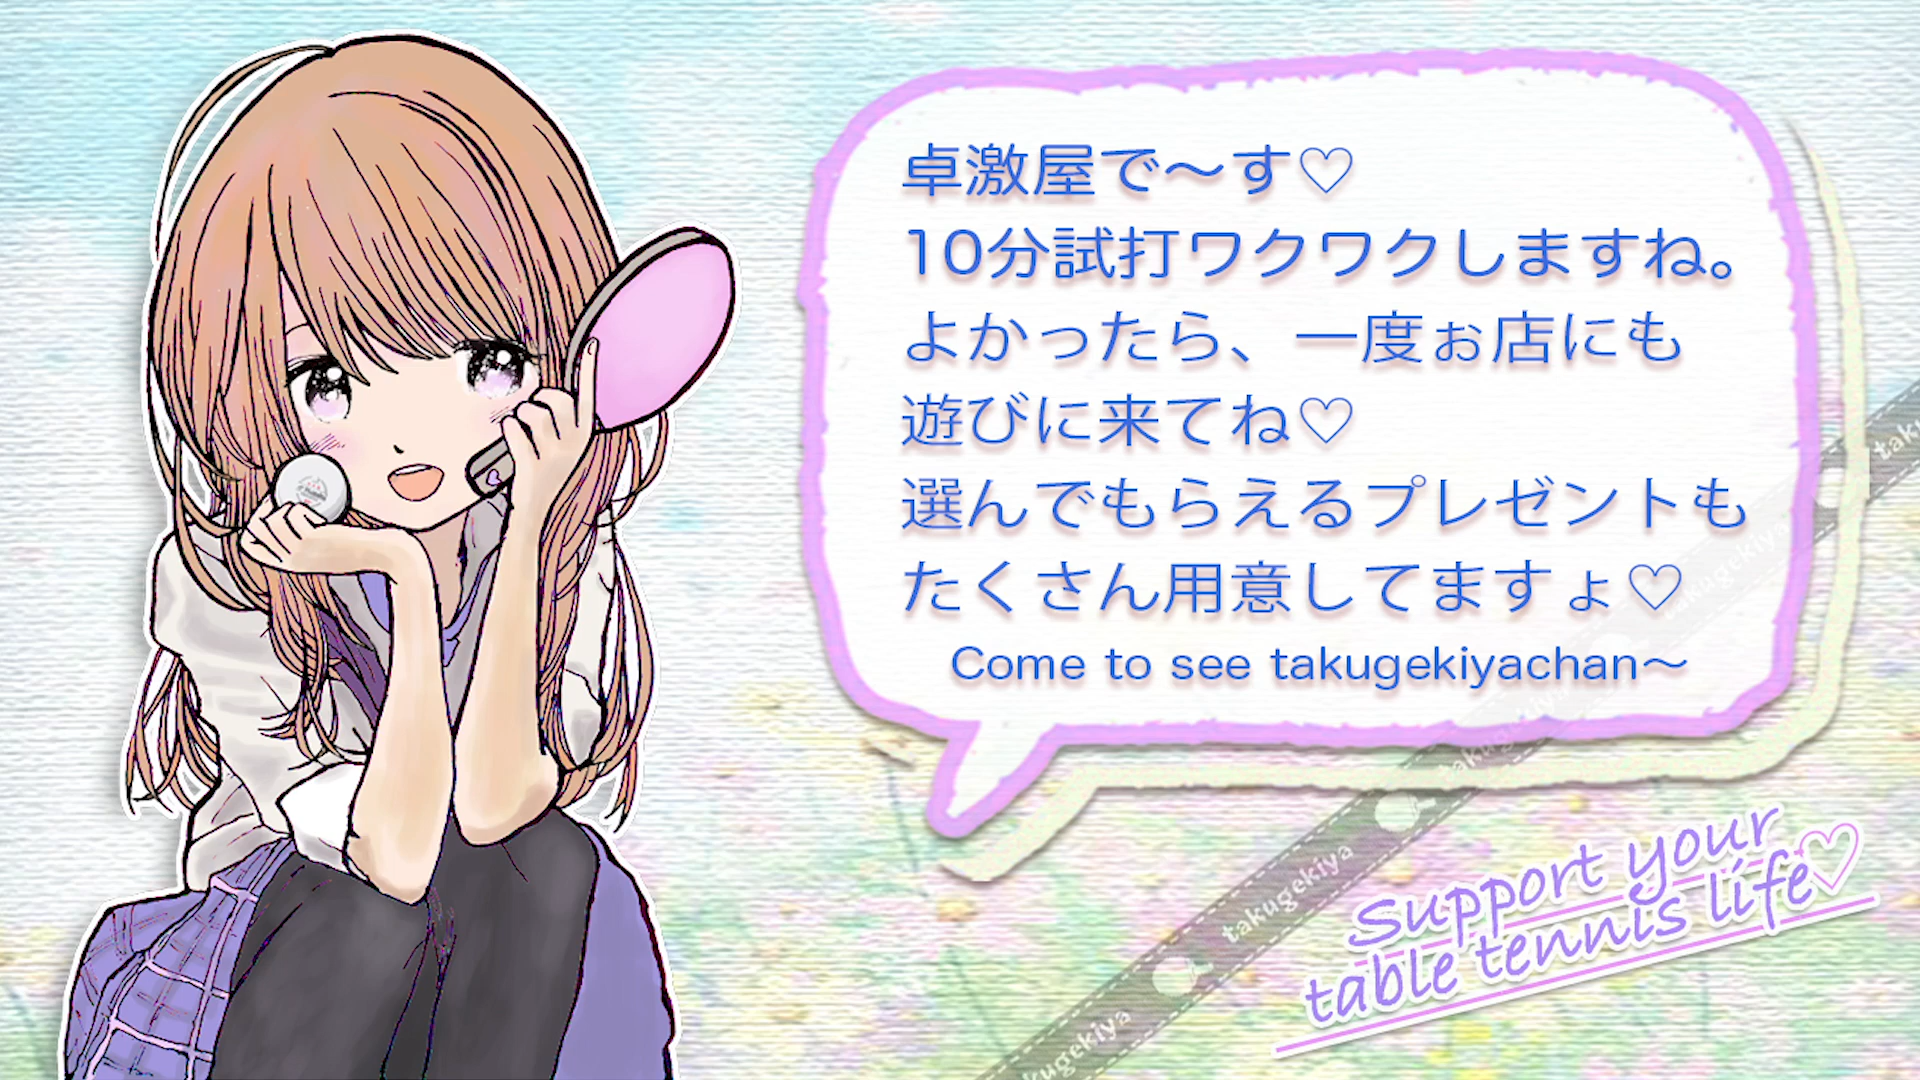 卓激屋で〜す♡
10分試打ワクワクしますね。
よかったら、一度ぉ店にも
遊びに来てね♡
選んでもらえるプレゼントも
たくさん用意してますょ♡
Come to see takugekiyachan〜
Support your
table tennis life♡
takugekiya
takugekiya
takugekiya